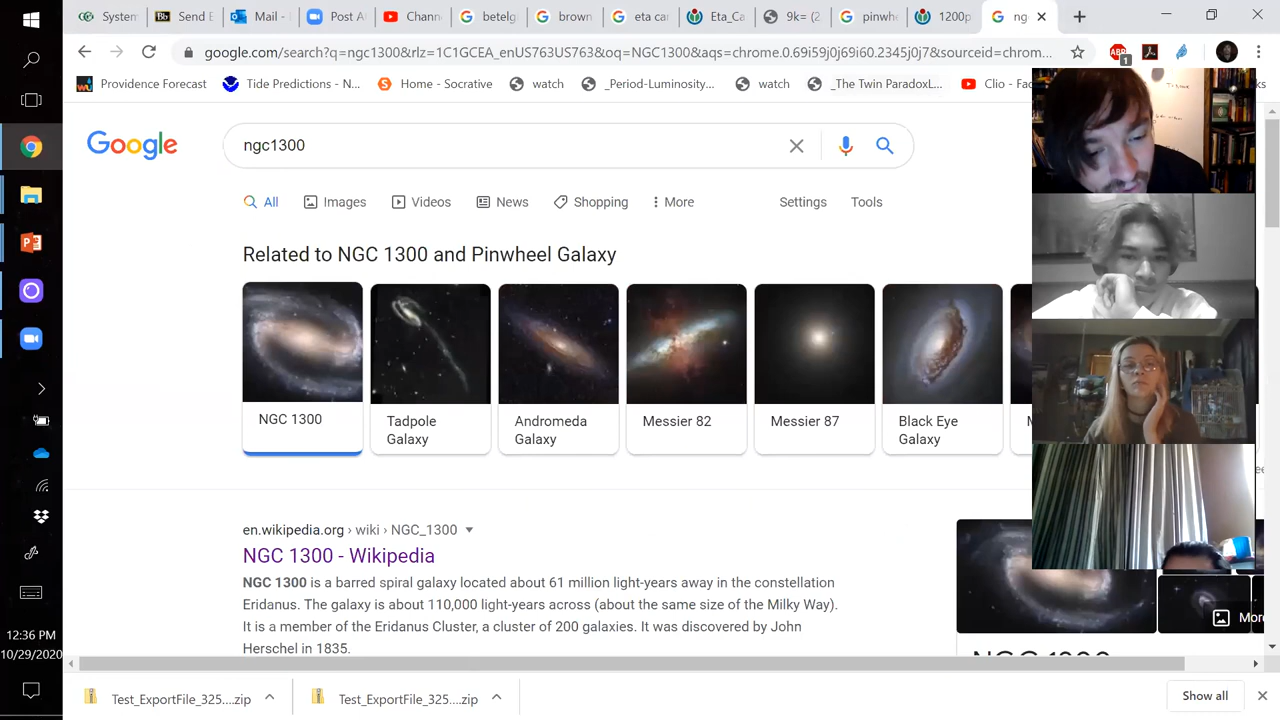 System
Send E
Mail -
Post A
Chann
betelg
brown
eta car
Eta_Ca
9k= (2
pinwhe
1200p
ng
google.com/search?q=ngc1300&rlz=1C1GCEA_enUS763US763&oq=NGC1300&aqs=chrome.0.69i59j0j69i60.2345j0j7&sourceid=chrom...
1
Providence Forecast
Tide Predictions - N...
Home - Socrative
watch
_Period-Luminosity...
watch
_The Twin ParadoxL...
Clio - Fac
Google
ngc1300
All
Images
Videos
News
Shopping
More
Settings
Tools
Related to NGC 1300 and Pinwheel Galaxy
NGC 1300
Tadpole
Galaxy
Andromeda
Galaxy
Messier 82
Messier 87
Black Eye
Galaxy
en.wikipedia.org › wiki › NGC_1300
NGC 1300 - Wikipedia
NGC 1300 is a barred spiral galaxy located about 61 million light-years away in the constellation
Eridanus. The galaxy is about 110,000 light-years across (about the same size of the Milky Way).
It is a member of the Eridanus Cluster, a cluster of 200 galaxies. It was discovered by John
Herschel in 1835.
More
NGC 1300
Test_ExportFile_325....zip
Test_ExportFile_325....zip
Show all
12:36 PM
10/29/2020